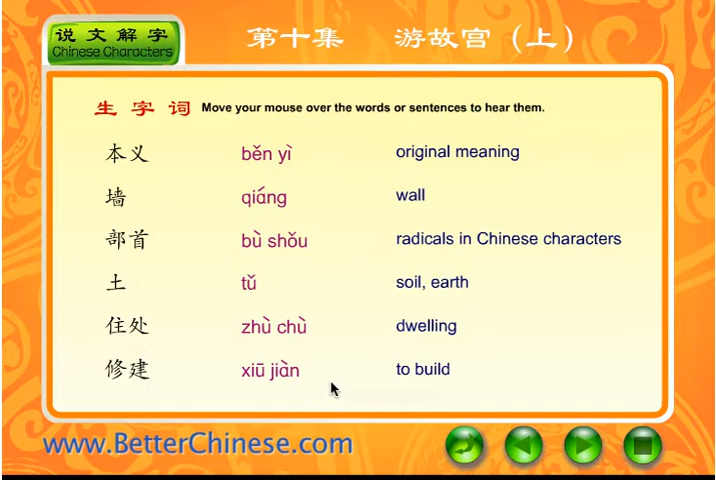 说文解字
Chinese Characters
第十集 游故宫（上）
生字词 Move your mouse over the words or sentences to hear them.
本义 běn yì original meaning
墙 qiáng wall
部首 bù shǒu radicals in Chinese characters
土 tǔ soil, earth
住处 zhù chù dwelling
修建 xiū jiàn to build
www.BetterChinese.com